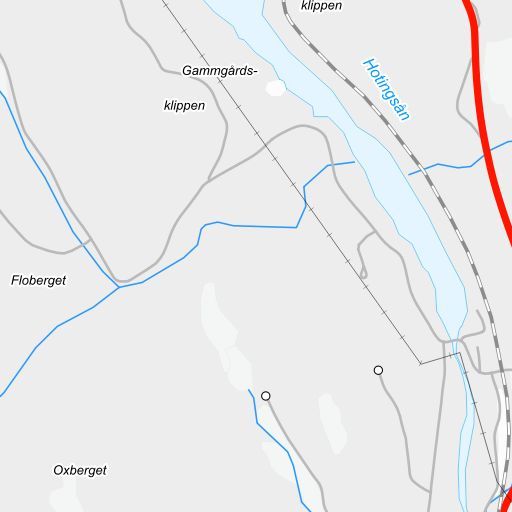 klippen
Hotingsån
Gammgårds-
klippen
Floberget
Oxberget